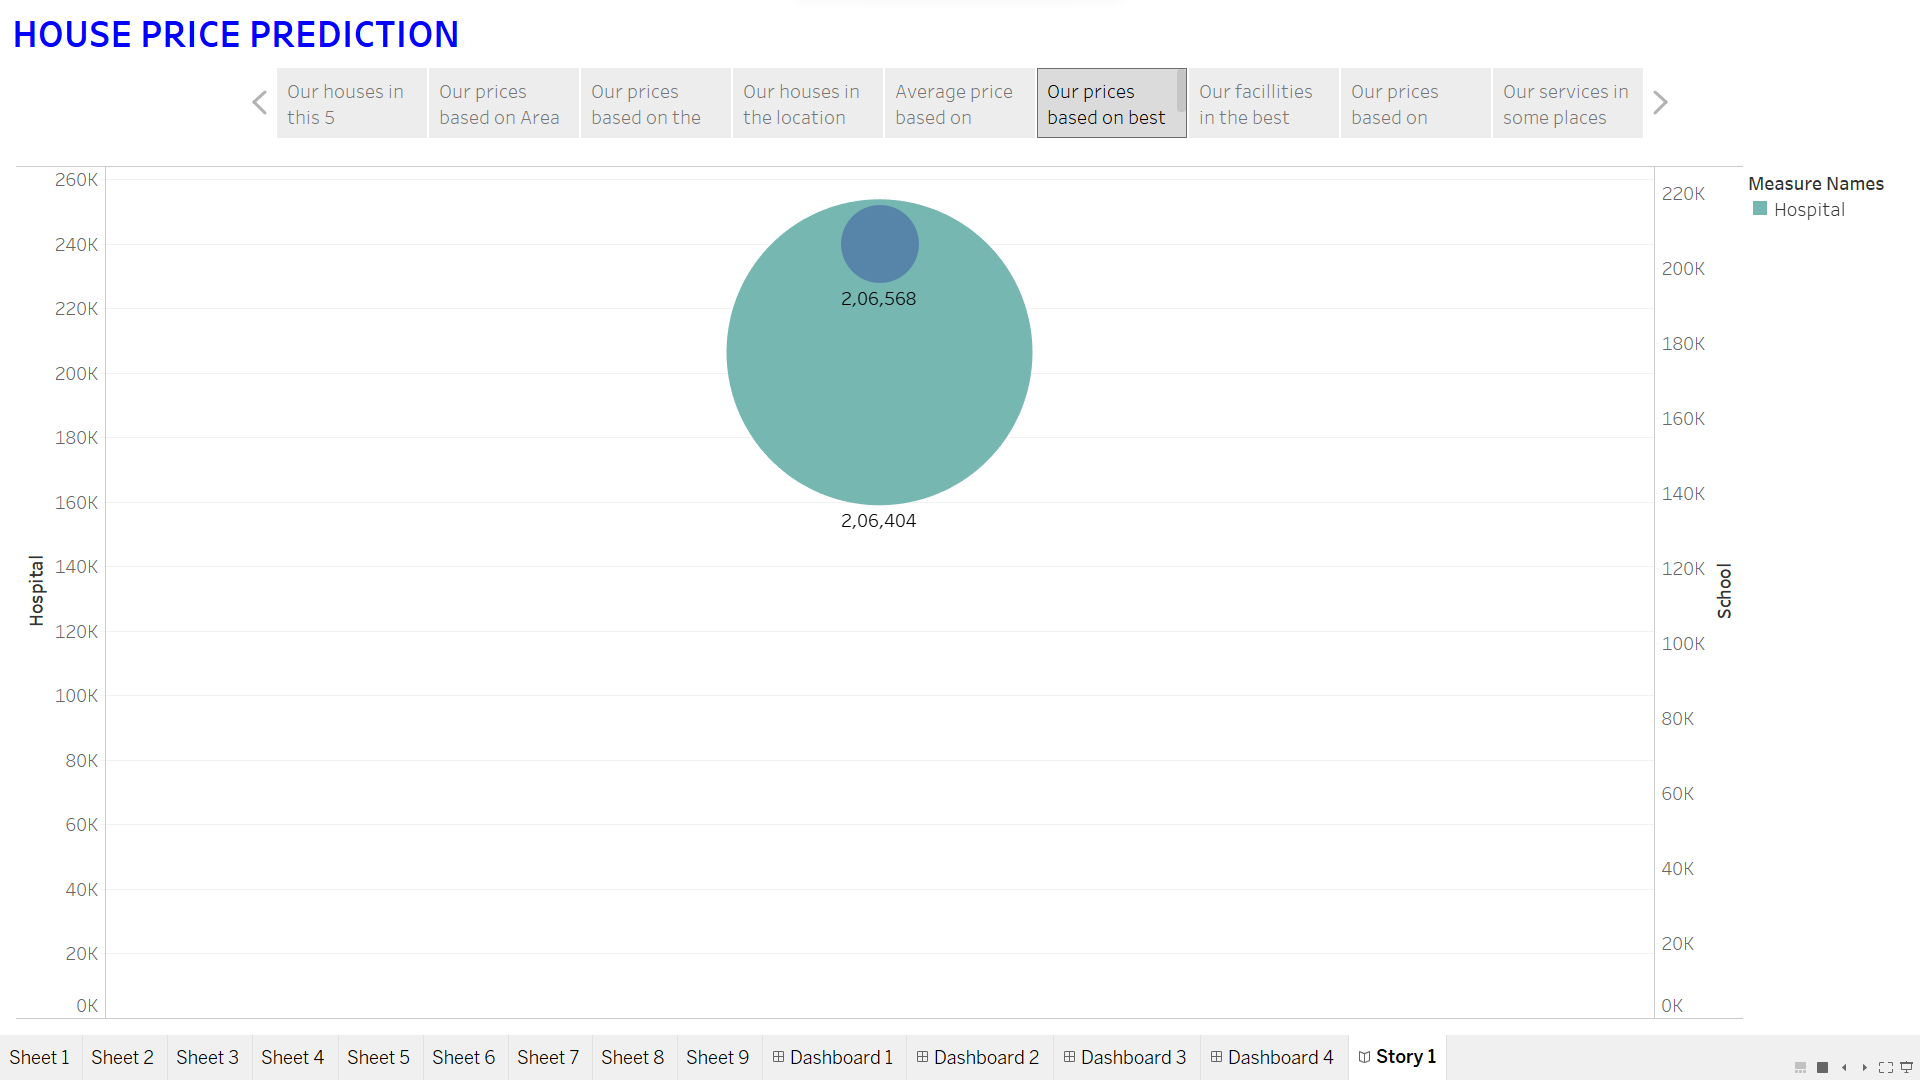 HOUSE PRICE PREDICTION
Our houses in
this 5
Our prices
based on Area
Our prices
based on the
Our houses in
the location
Average price
based on
Our prices
based on best
Our facillities
in the best
Our prices
based on
Our services in
some places
260K
240K
220K
200K
180K
160K
140K
120K
100K
80K
60K
40K
20K
0K
Hospital
2,06,568
2,06,404
220K
200K
180K
160K
140K
120K
100K
80K
60K
40K
20K
0K
School
Measure Names
Hospital
Sheet 1
Sheet 2
Sheet 3
Sheet 4
Sheet 5
Sheet 6
Sheet 7
Sheet 8
Sheet 9
Dashboard 1
Dashboard 2
Dashboard 3
Dashboard 4
Story 1